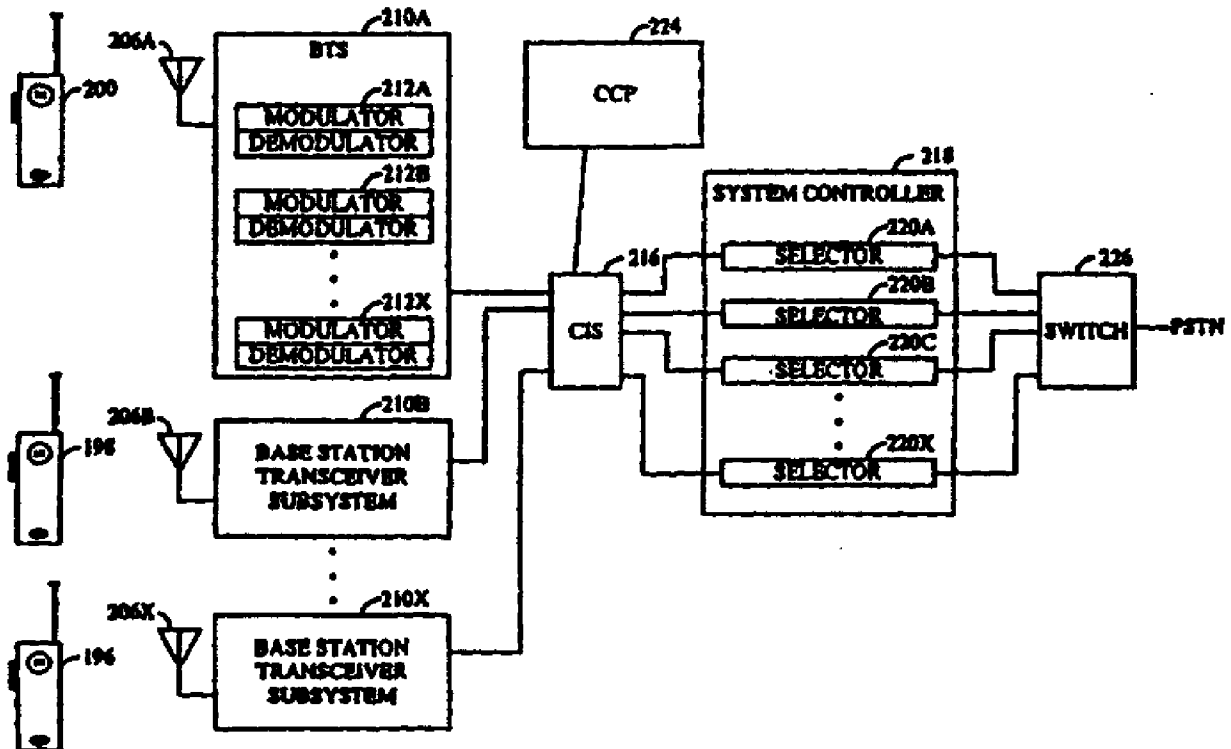 210A
224
206A
BTS
200
CCP
212A
MODULATOR
DEMODULATOR
218
212B
SYSTEM CONTROLLER
MODULATOR
DEMODULATOR
220A
216
SELECTOR
226
220B
212X
SELECTOR
MODULATOR
CIS
SWITCH
PSTN
DEMODULATOR
220C
SELECTOR
210B
206B
198
BASE STATION
TRANSCEIVER
SUBSYSTEM
220X
SELECTOR
210X
206X
196
BASE STATION
TRANSCEIVER
SUBSYSTEM